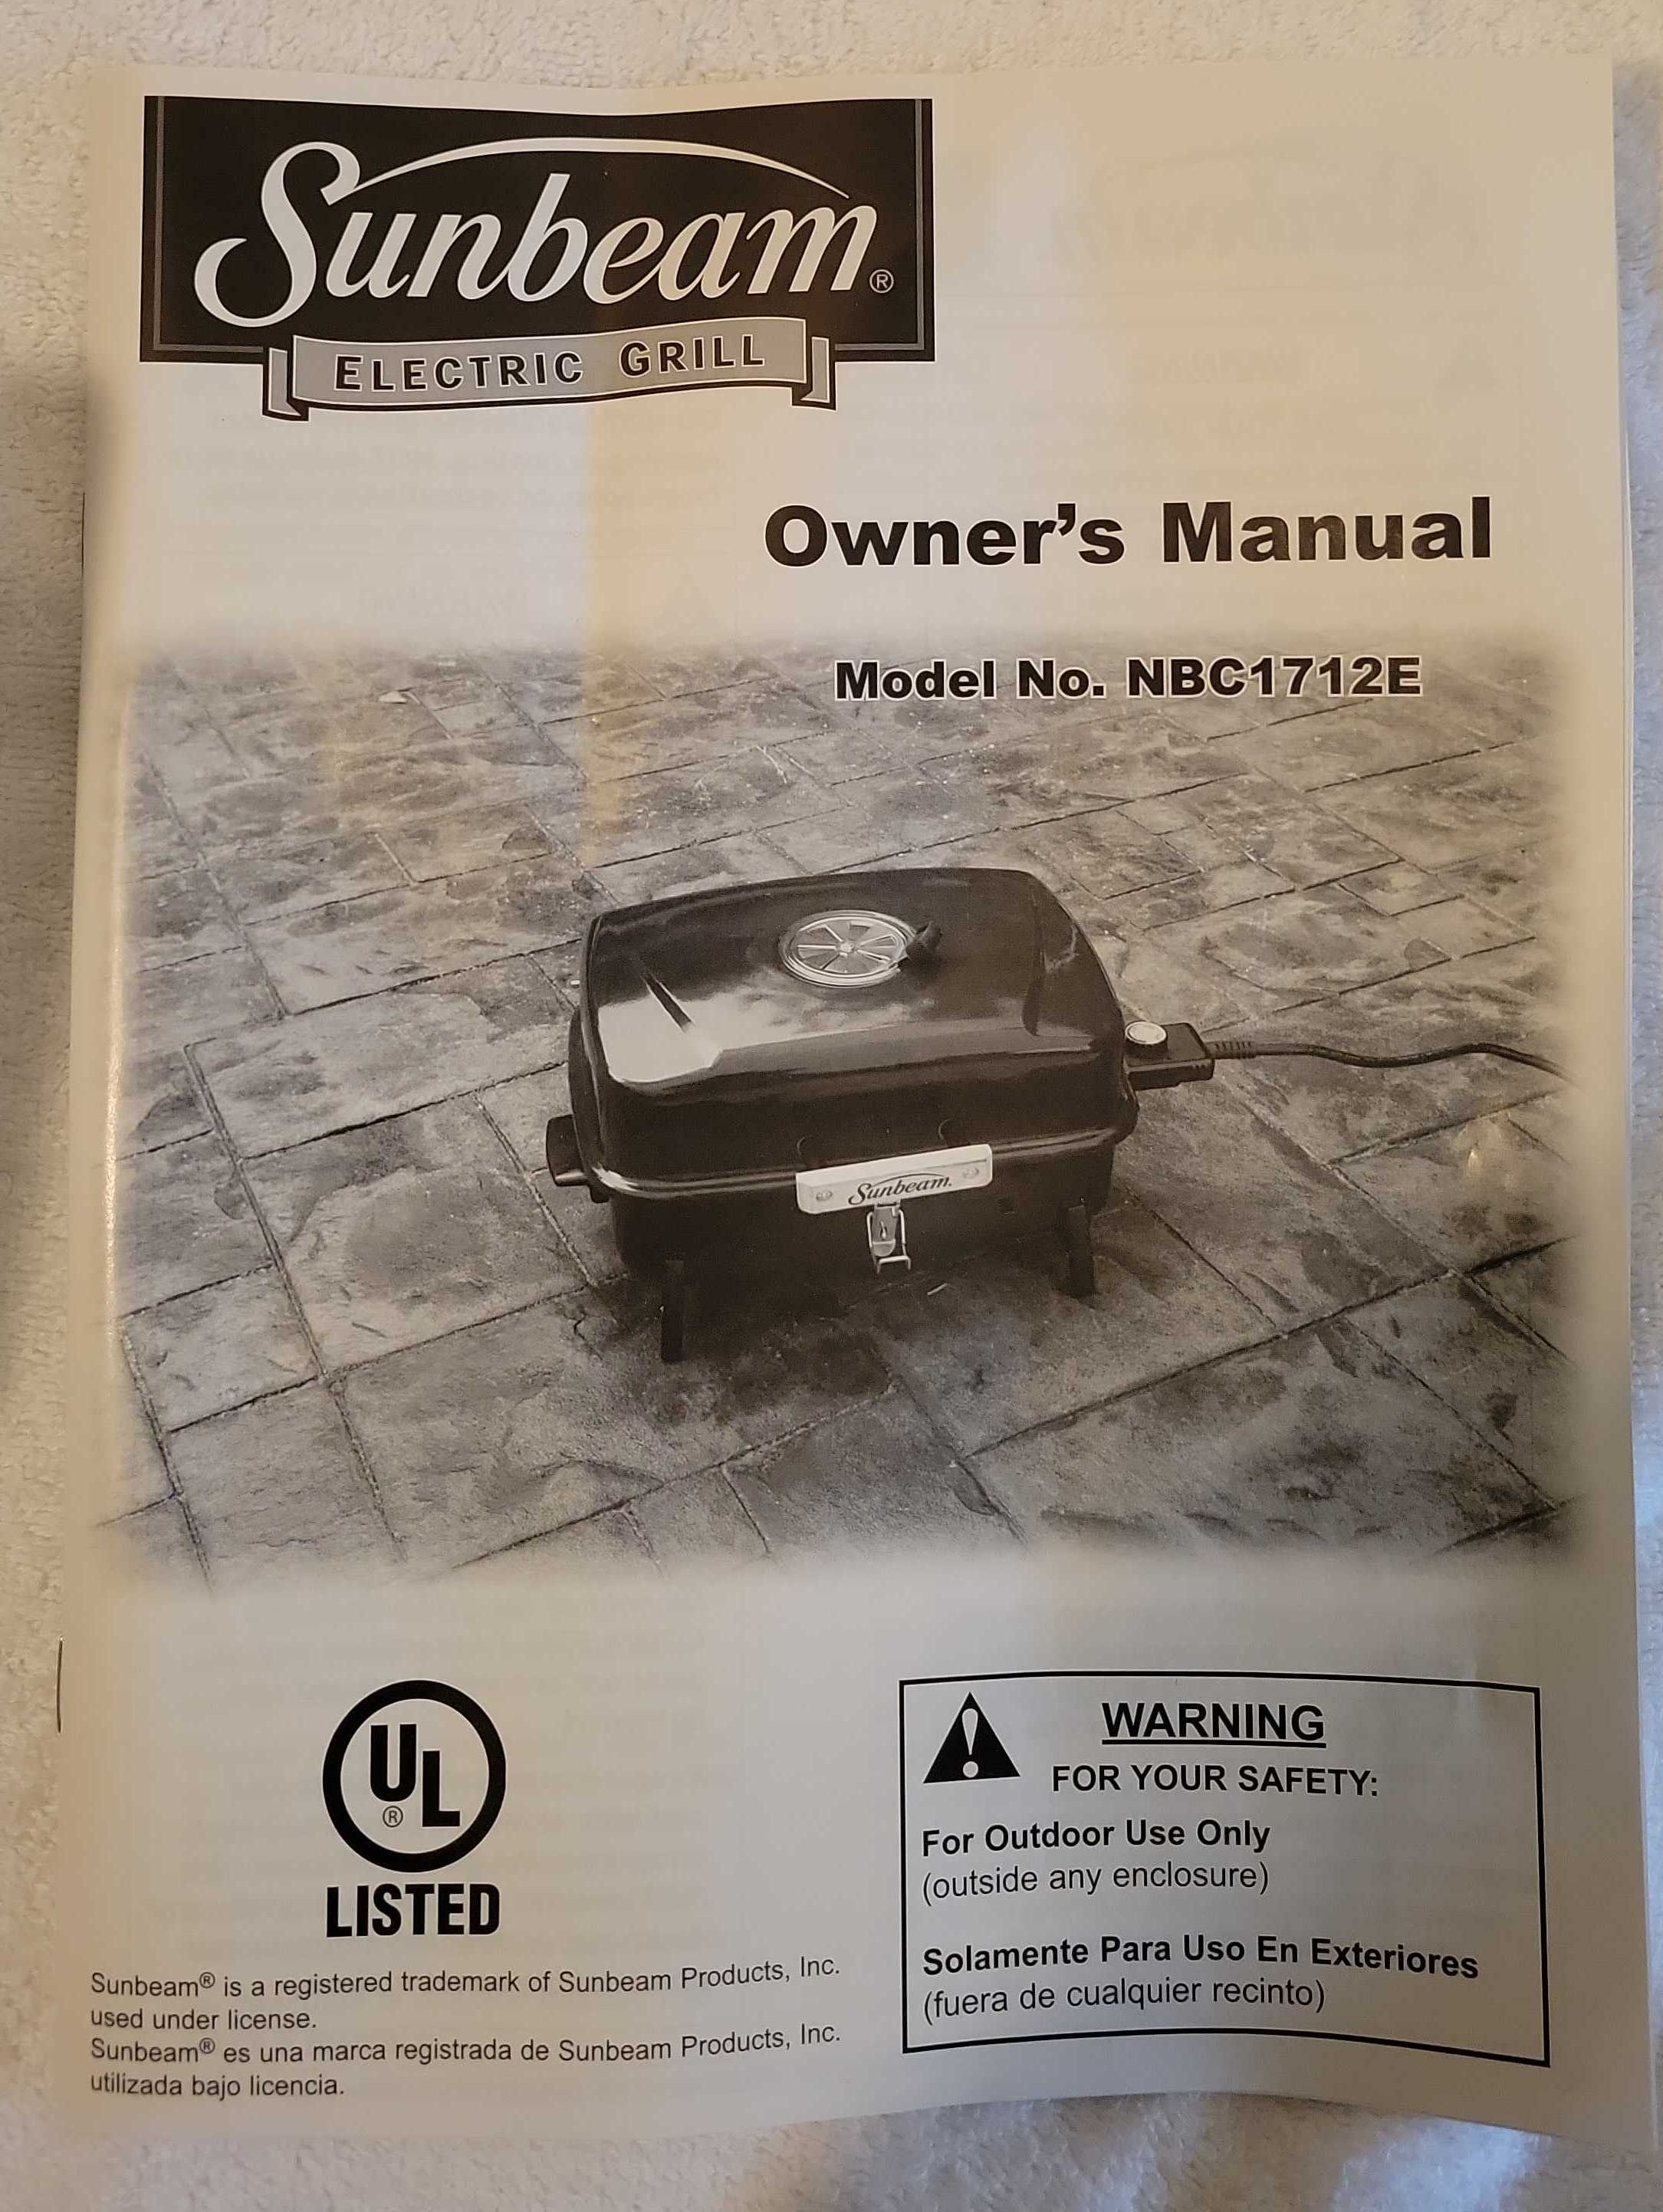 Sunbeam®
ELECTRIC GRILL
Owner's Manual
Model No. NBC1712E
Sunbeam.
UL®
LISTED
Sunbeam® is a registered trademark of Sunbeam Products, Inc.
used under license.
Sunbeam® es una marca registrada de Sunbeam Products, Inc.
utilizada bajo licencia.
WARNING
FOR YOUR SAFETY:
For Outdoor Use Only
(outside any enclosure)
Solamente Para Uso En Exteriores
(fuera de cualquier recinto)